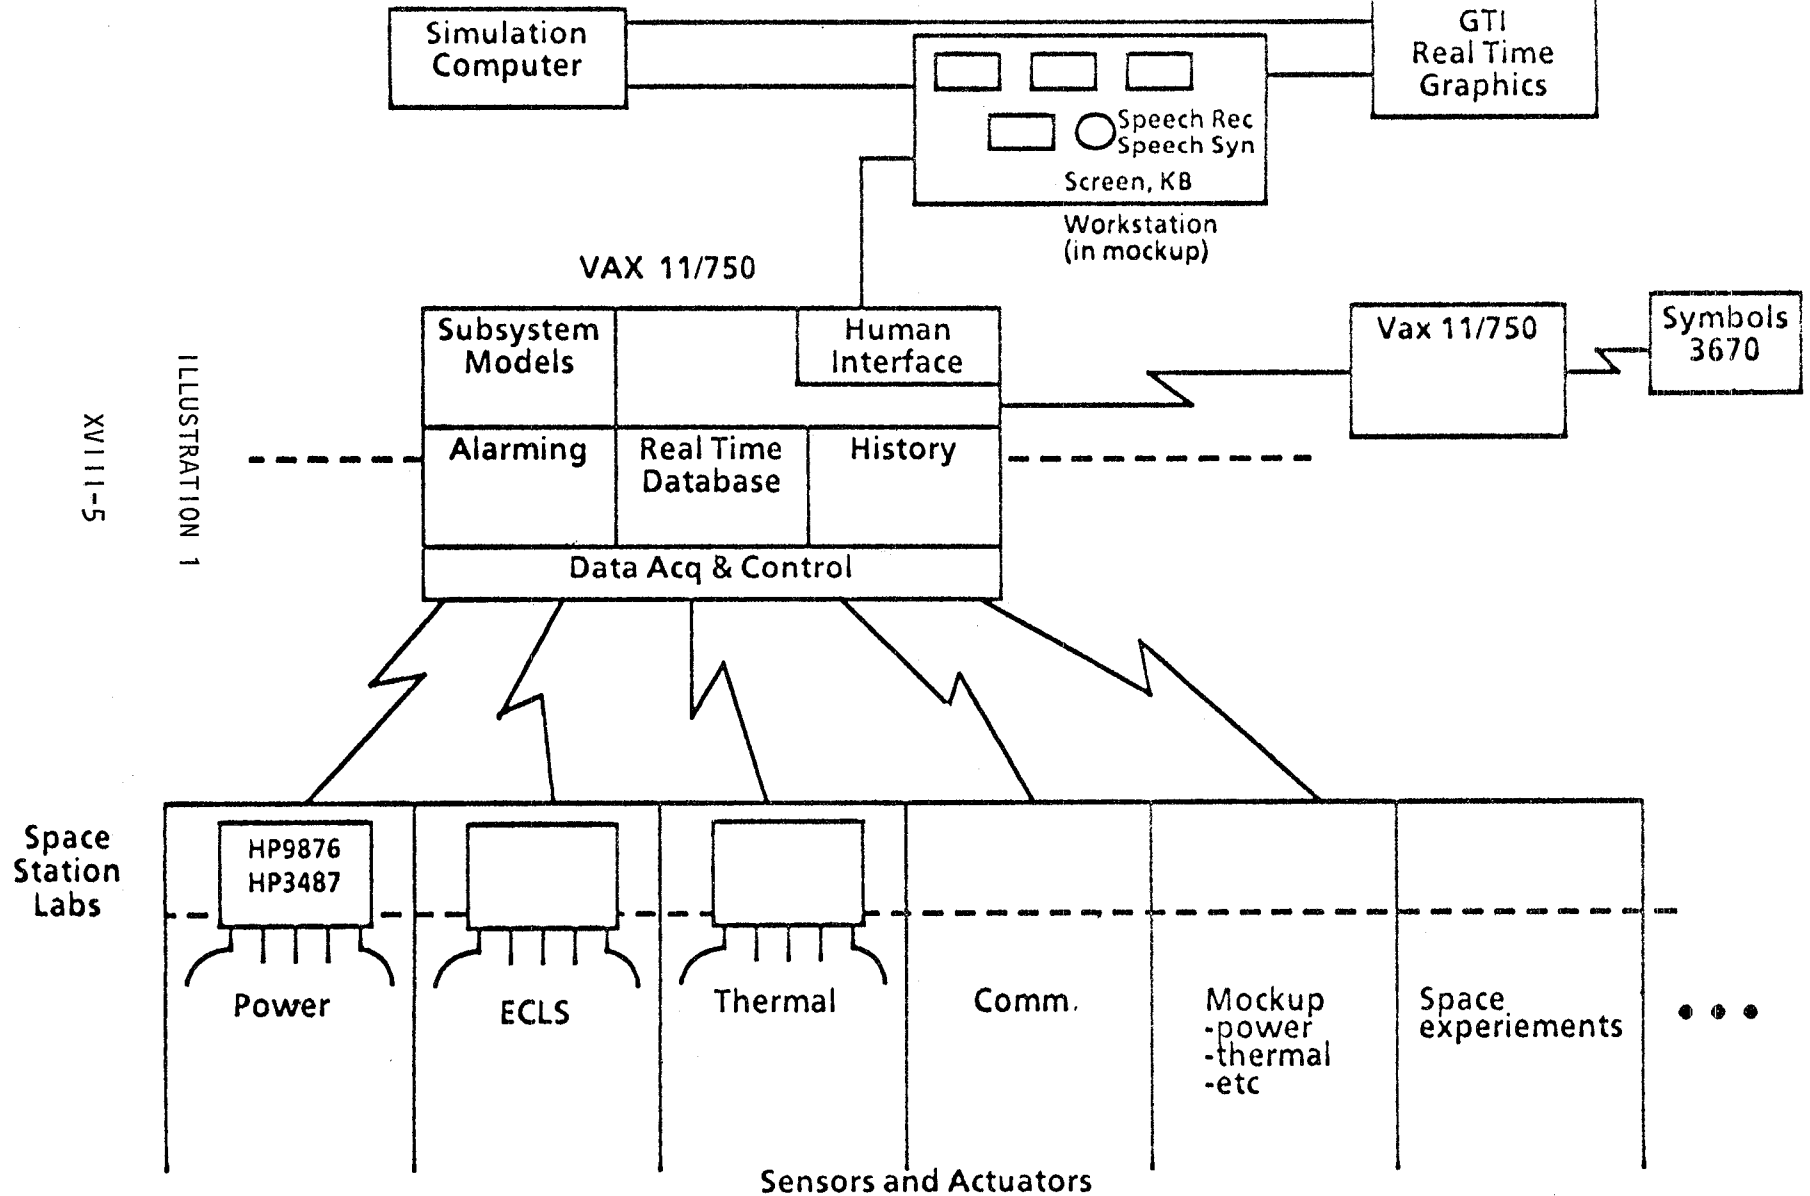 Simulation
Computer
GTI
Real Time
Graphics
Speech Rec
Speech Syn
Screen, KB
Workstation
(in mockup)
VAX 11/750
Subsystem
Models
Human
Interface
Vax 11/750
Symbols
3670
Alarming
Real Time
Database
History
Data Acq & Control
ILLUSTRATION 1
XVIII-5
Space
Station
Labs
HP9876
HP3487
Power
ECLS
Thermal
Comm.
Mockup
-power
-thermal
-etc
Space
experiements
Sensors and Actuators